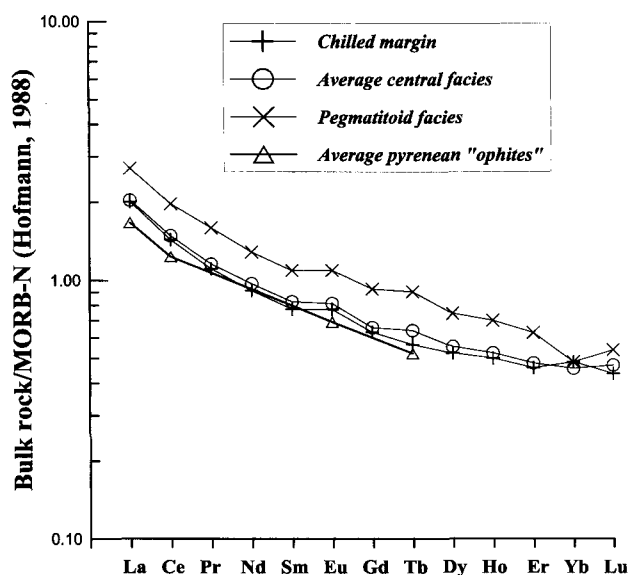 Bulk rock/MORB-N (Hofmann, 1988)
10.00
1.00
0.10
Chilled margin
Average central facies
Pegmatitoid facies
Average pyrenean "ophites"
La Ce Pr Nd Sm Eu Gd Tb Dy Ho Er Yb Lu